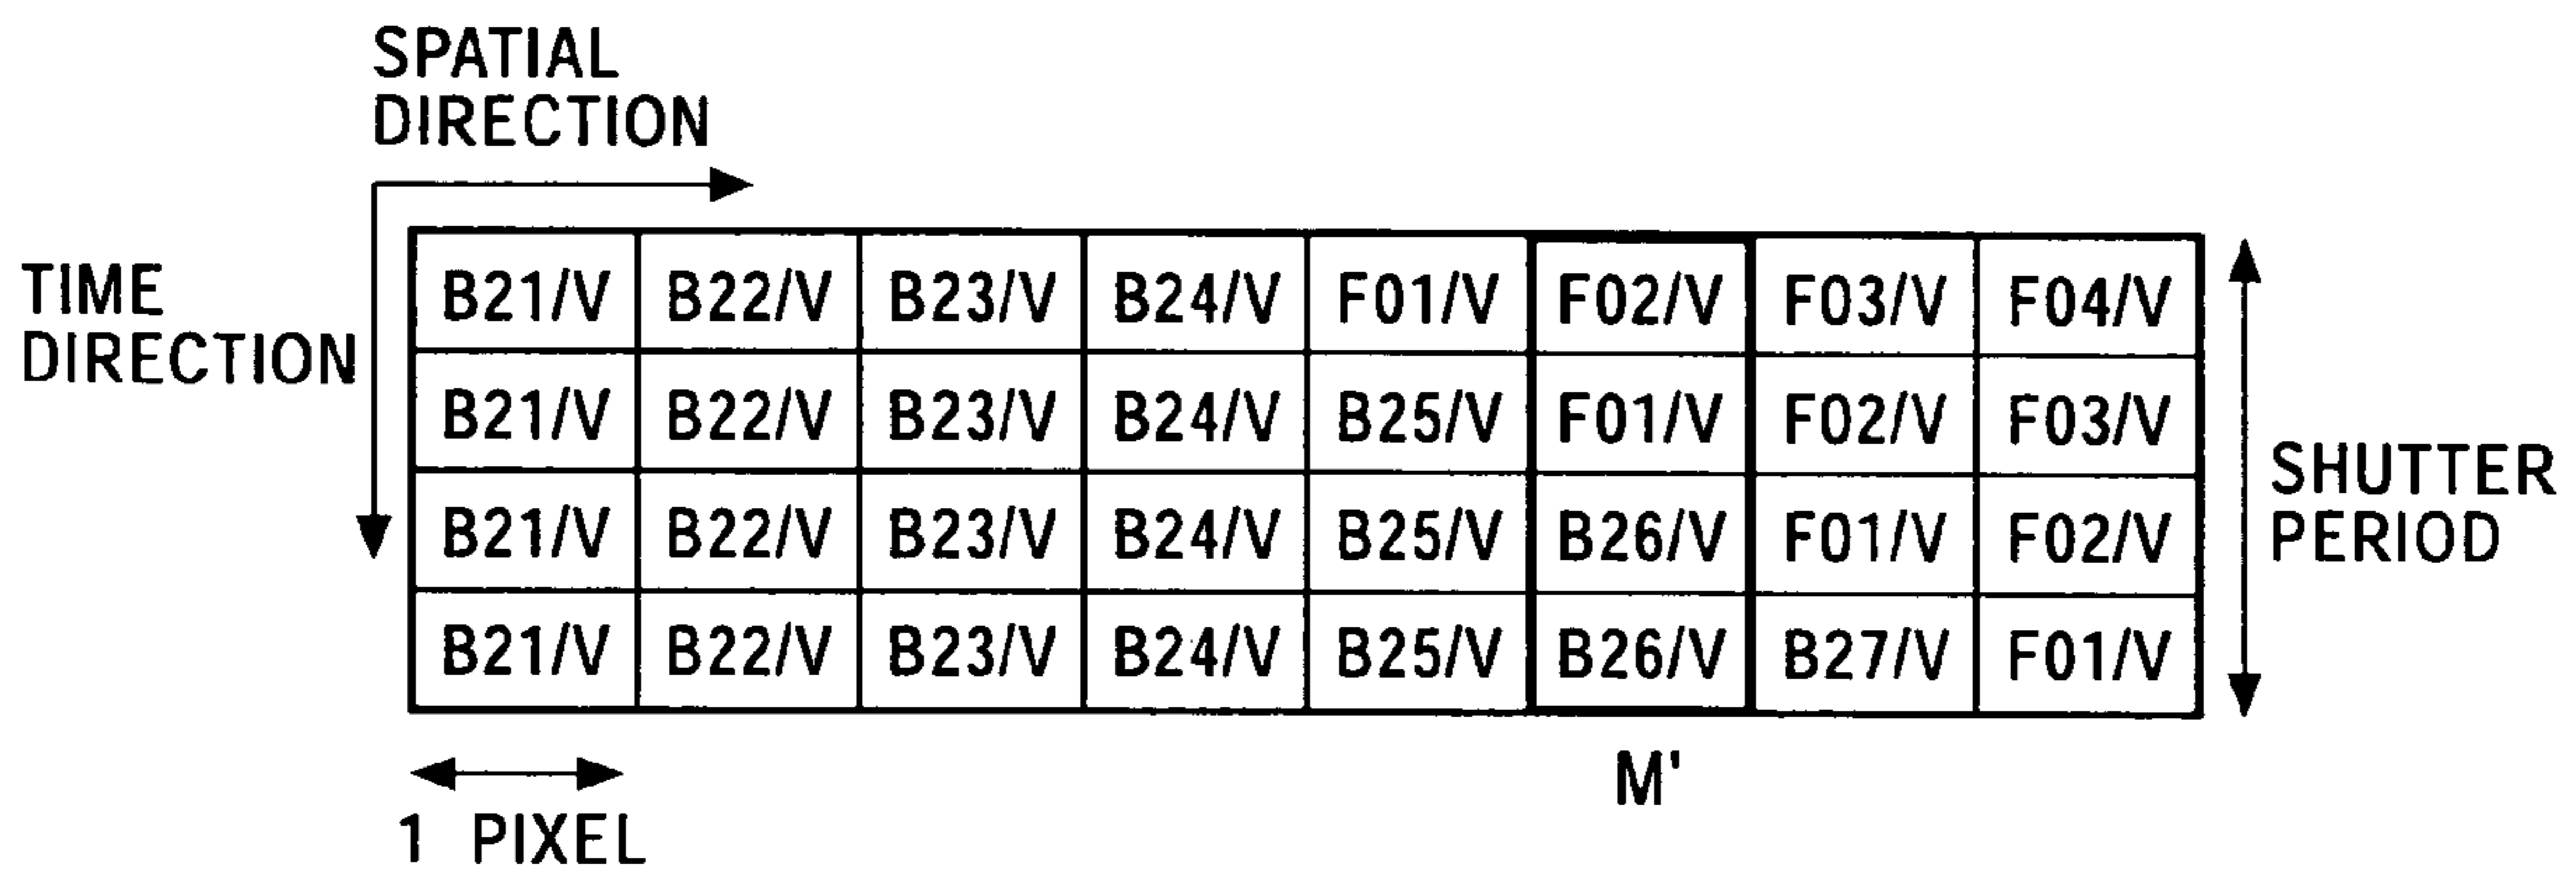 SPATIAL
DIRECTION
TIME
DIRECTION
B21/V B22/V B23/V B24/V F01/V F02/V F03/V F04/V
B21/V B22/V B23/V B24/V B25/V F01/V F02/V F03/V
B21/V B22/V B23/V B24/V B25/V B26/V F01/V F02/V
B21/V B22/V B23/V B24/V B25/V B26/V B27/V F01/V
SHUTTER
PERIOD
M'
1 PIXEL